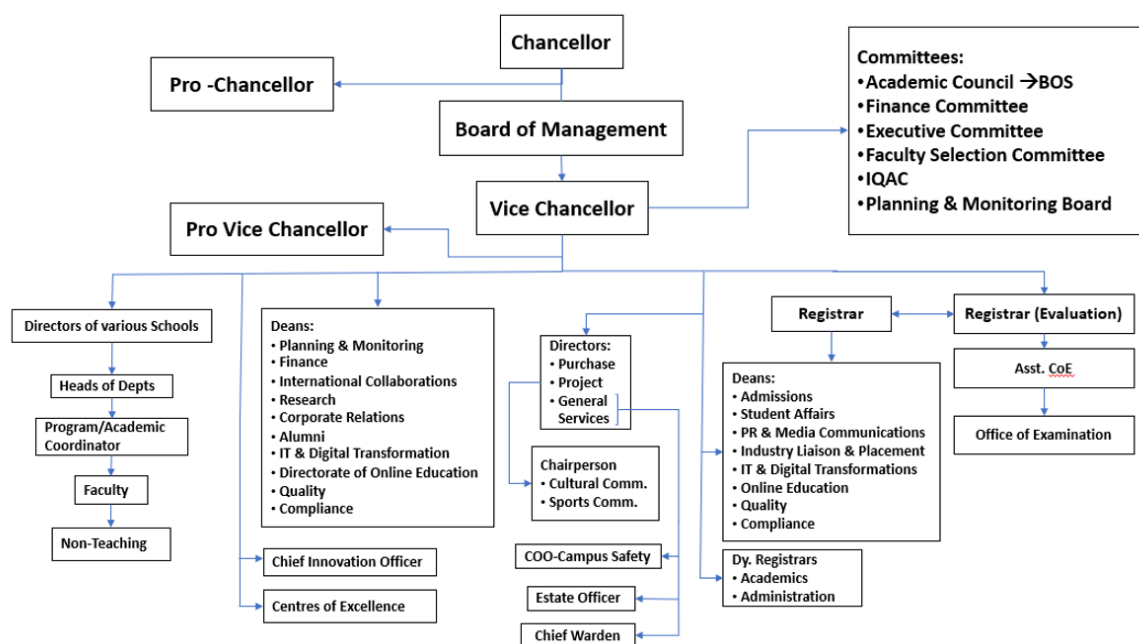 Chancellor
Pro -Chancellor
Board of Management
Committees:
•Academic Council →BOS
•Finance Committee
•Executive Committee
•Faculty Selection Committee
•IQAC
•Planning & Monitoring Board
Vice Chancellor
Pro Vice Chancellor
Directors of various Schools
Heads of Depts
Program/Academic
Coordinator
Faculty
Non-Teaching
Deans:
• Planning & Monitoring
• Finance
• International Collaborations
• Research
• Corporate Relations
• Alumni
• IT & Digital Transformation
• Directorate of Online Education
• Quality
• Compliance
Chief Innovation Officer
Centres of Excellence
Directors:
• Purchase
• Project
• General
Services
Chairperson
• Cultural Comm.
• Sports Comm.
COO-Campus Safety
Estate Officer
Chief Warden
Registrar
Deans:
• Admissions
• Student Affairs
• PR & Media Communications
• Industry Liaison & Placement
• IT & Digital Transformations
• Online Education
• Quality
• Compliance
Dy. Registrars
• Academics
• Administration
Registrar (Evaluation)
Asst. CoE
Office of Examination